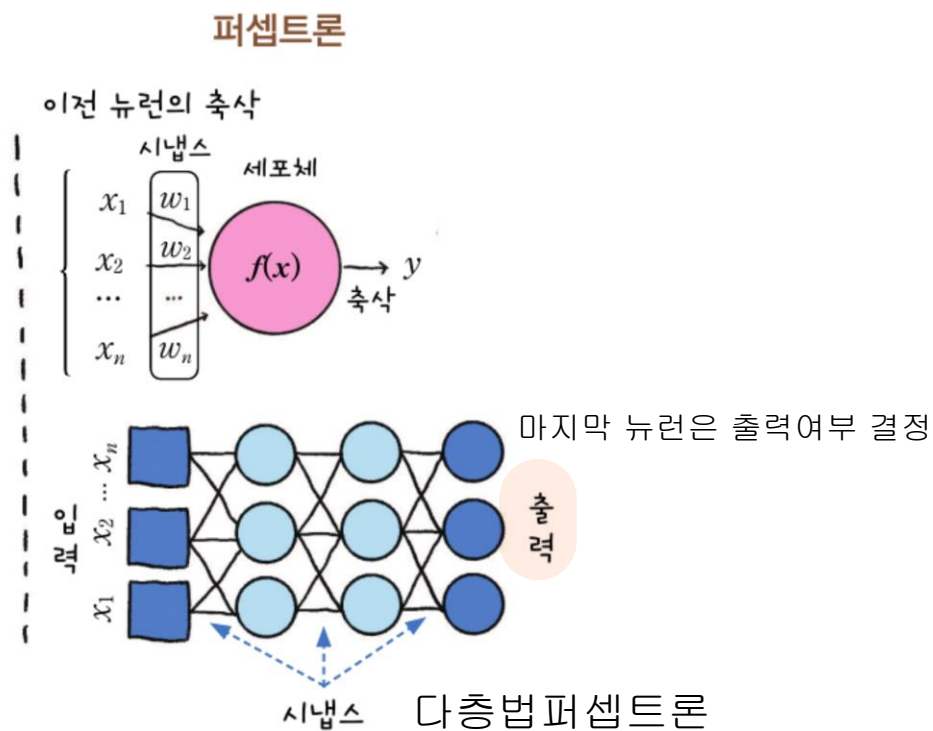 퍼셉트론
이전 뉴런의 축삭
시냅스
세포체
x₁ w₁
x₂ w₂
f(x)
y
... ...
축삭
xₙ wₙ
마지막 뉴런은 출력여부 결정
입력
x₁ x₂ ... xₙ
출력
시냅스
다층법퍼셉트론